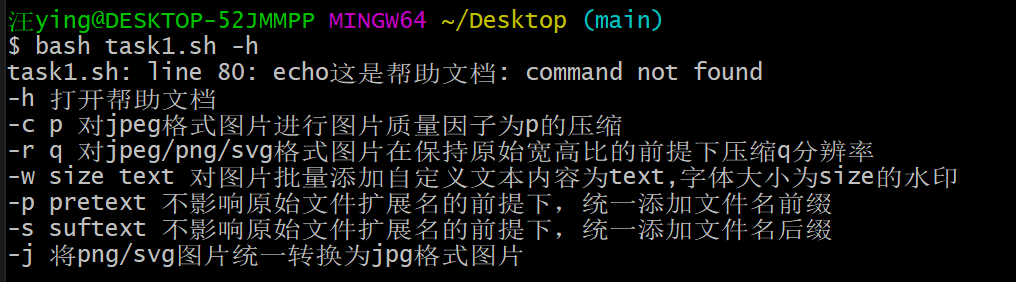 汪ying@DESKTOP-52JMMPP MINGW64 ~/Desktop (main)
$ bash task1.sh -h
task1.sh: line 80: echo这是帮助文档: command not found
-h 打开帮助文档
-c p 对jpeg格式图片进行图片质量因子为p的压缩
-r q 对jpeg/png/svg格式图片在保持原始宽高比的前提下压缩q分辨率
-w size text 对图片批量添加自定义文本内容为text,字体大小为size的水印
-p pretext 不影响原始文件扩展名的前提下，统一添加文件名前缀
-s suftext 不影响原始文件扩展名的前提下，统一添加文件名后缀
-j 将png/svg图片统一转换为jpg格式图片